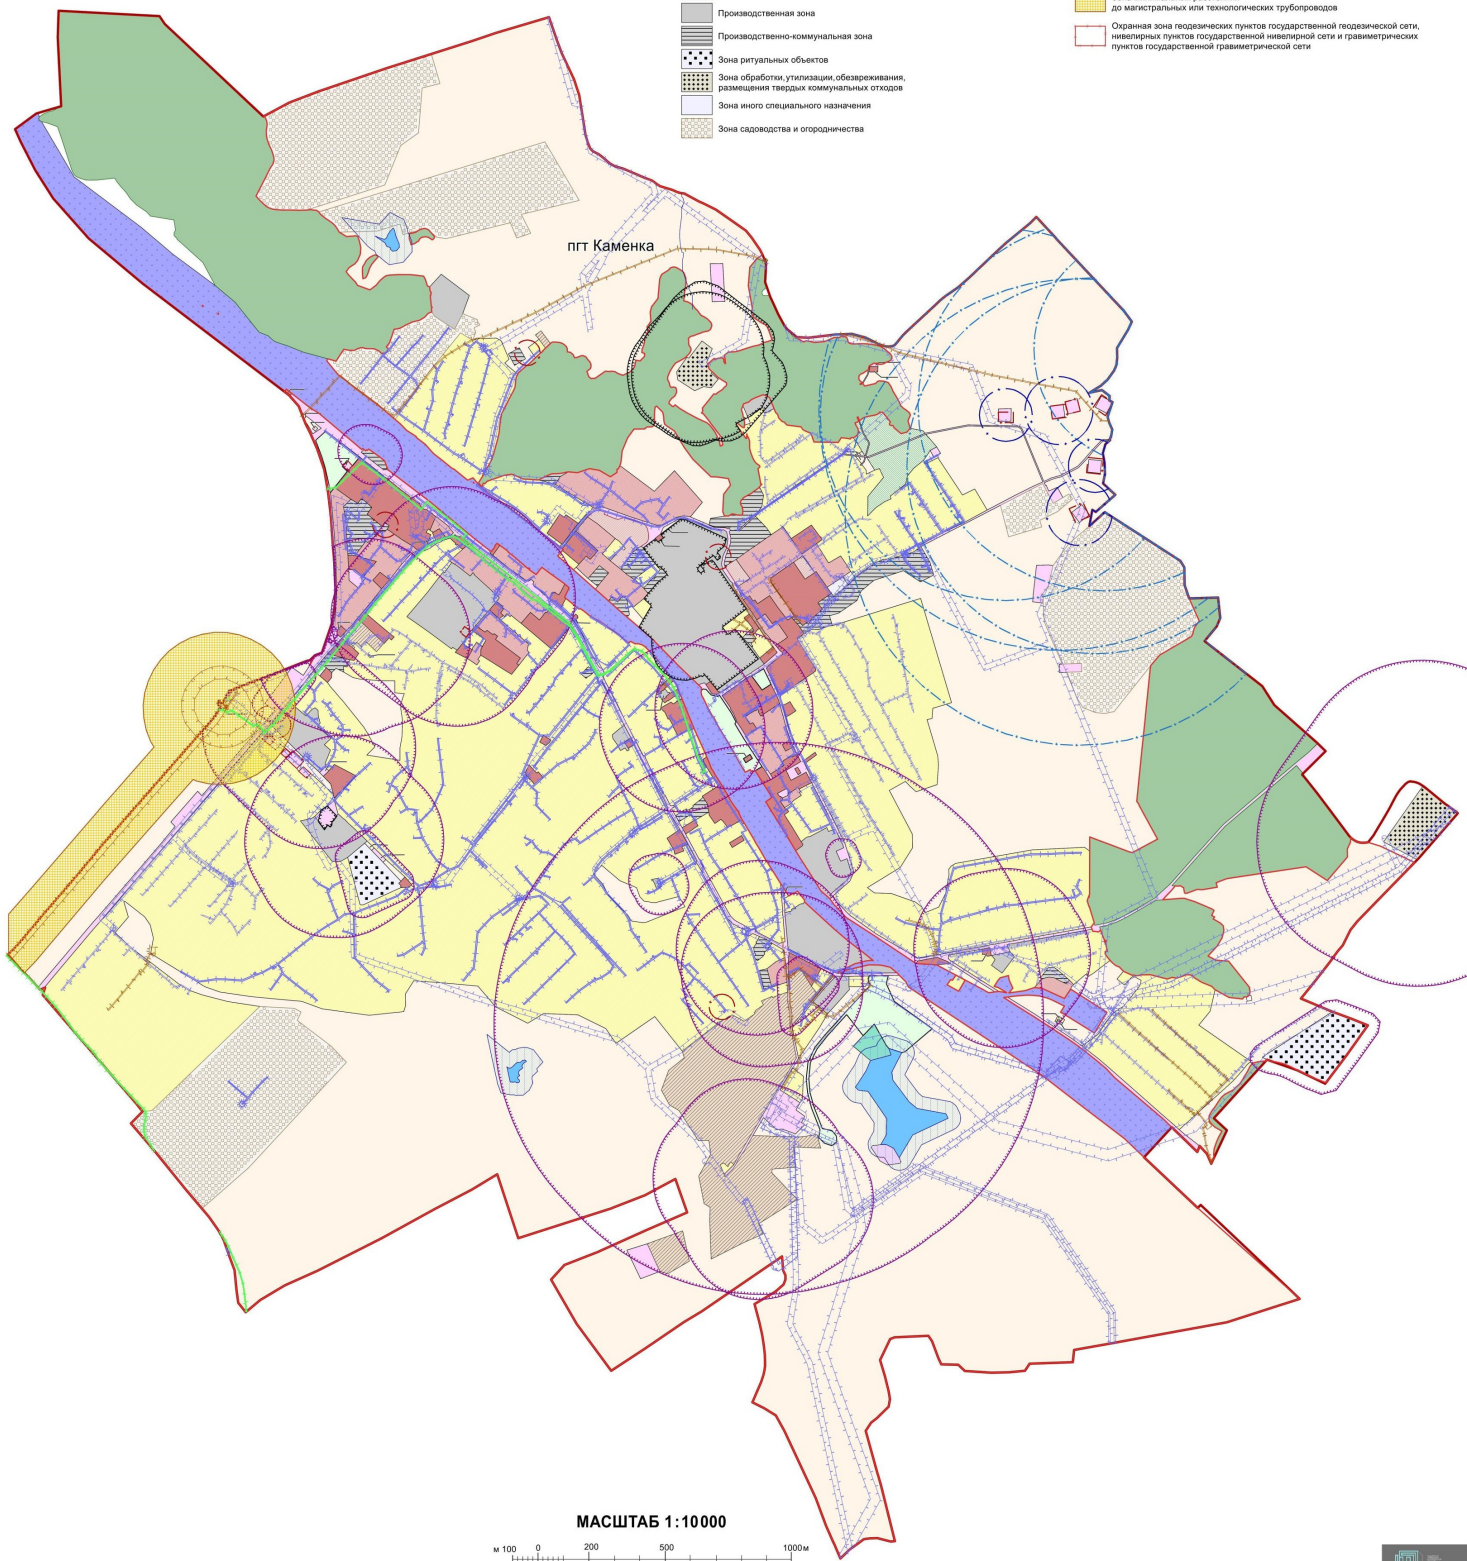 Производственная зона
Производственно-коммунальная зона
Зона ритуальных объектов
Зона обработки, утилизации, обезвреживания,
размещения твердых коммунальных отходов
Зона иного специального назначения
Зона садоводства и огородничества
до магистральных или технологических трубопроводов
Охранная зона геодезических пунктов государственной геодезической сети,
нивелирных пунктов государственной нивелирной сети и гравиметрических
пунктов государственной гравиметрической сети
пгт Каменка
МАСШТАБ 1:10000
м 100 0 200 500 1000м